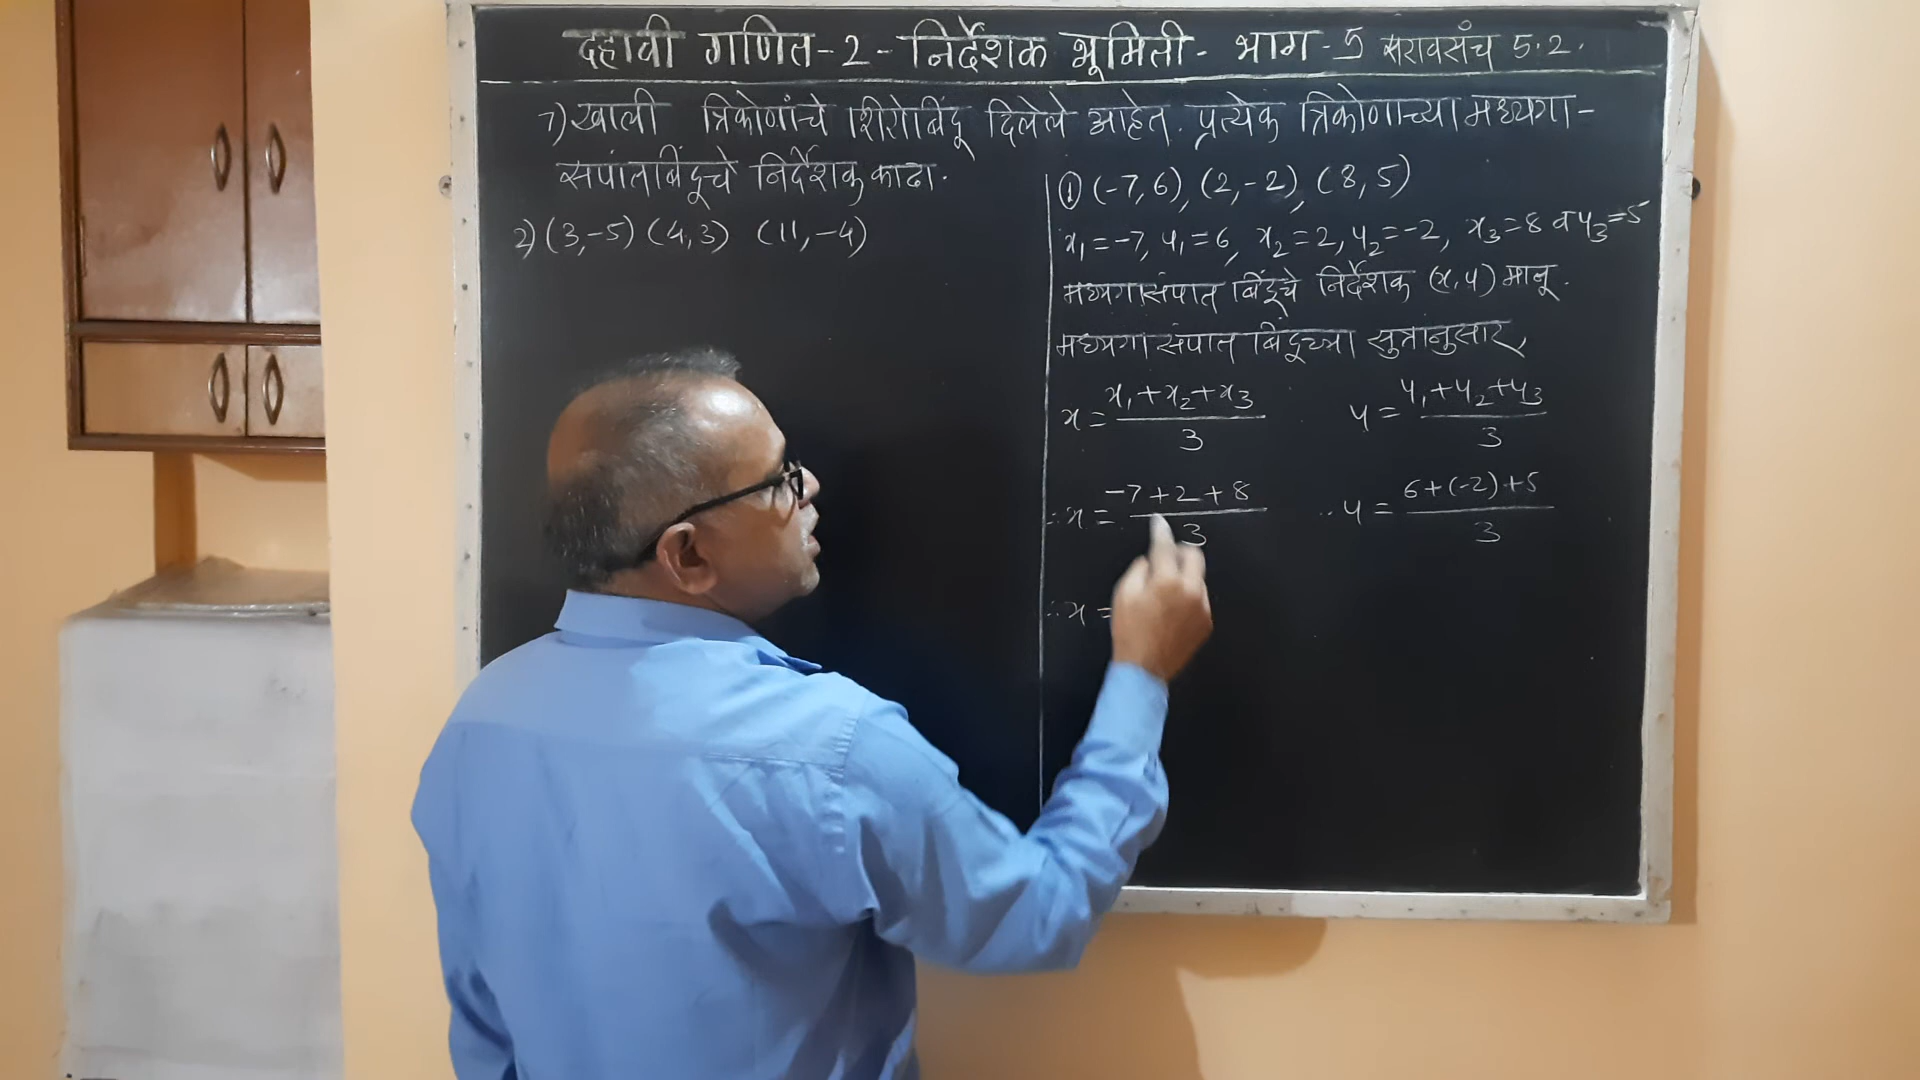 दहावी गणित-2-निर्देशक भूमिती- भाग-5 सरावसंच 5.2.
7) खाली त्रिकोणांचे शिरोबिंदू दिलेले आहेत. प्रत्येक त्रिकोणाच्या मध्यगा-
संपातबिंदूचे निर्देशक काढा.
2) (3,-5) (4,3) (11,-4)
① (-7,6), (2,-2), (8,5)
x₁=-7, y₁=6, x₂=2, y₂=-2, x₃=8 व y₃=5
मध्यगासंपात बिंदूचे निर्देशक (x,y) मानू.
मध्यगा संपात बिंदूच्या सुत्रानुसार,
x = x₁+x₂+x₃ / 3 y = y₁+y₂+y₃ / 3
∴ x = -7+2+8 / 3 ∴ y = 6+(-2)+5 / 3
∴ x =